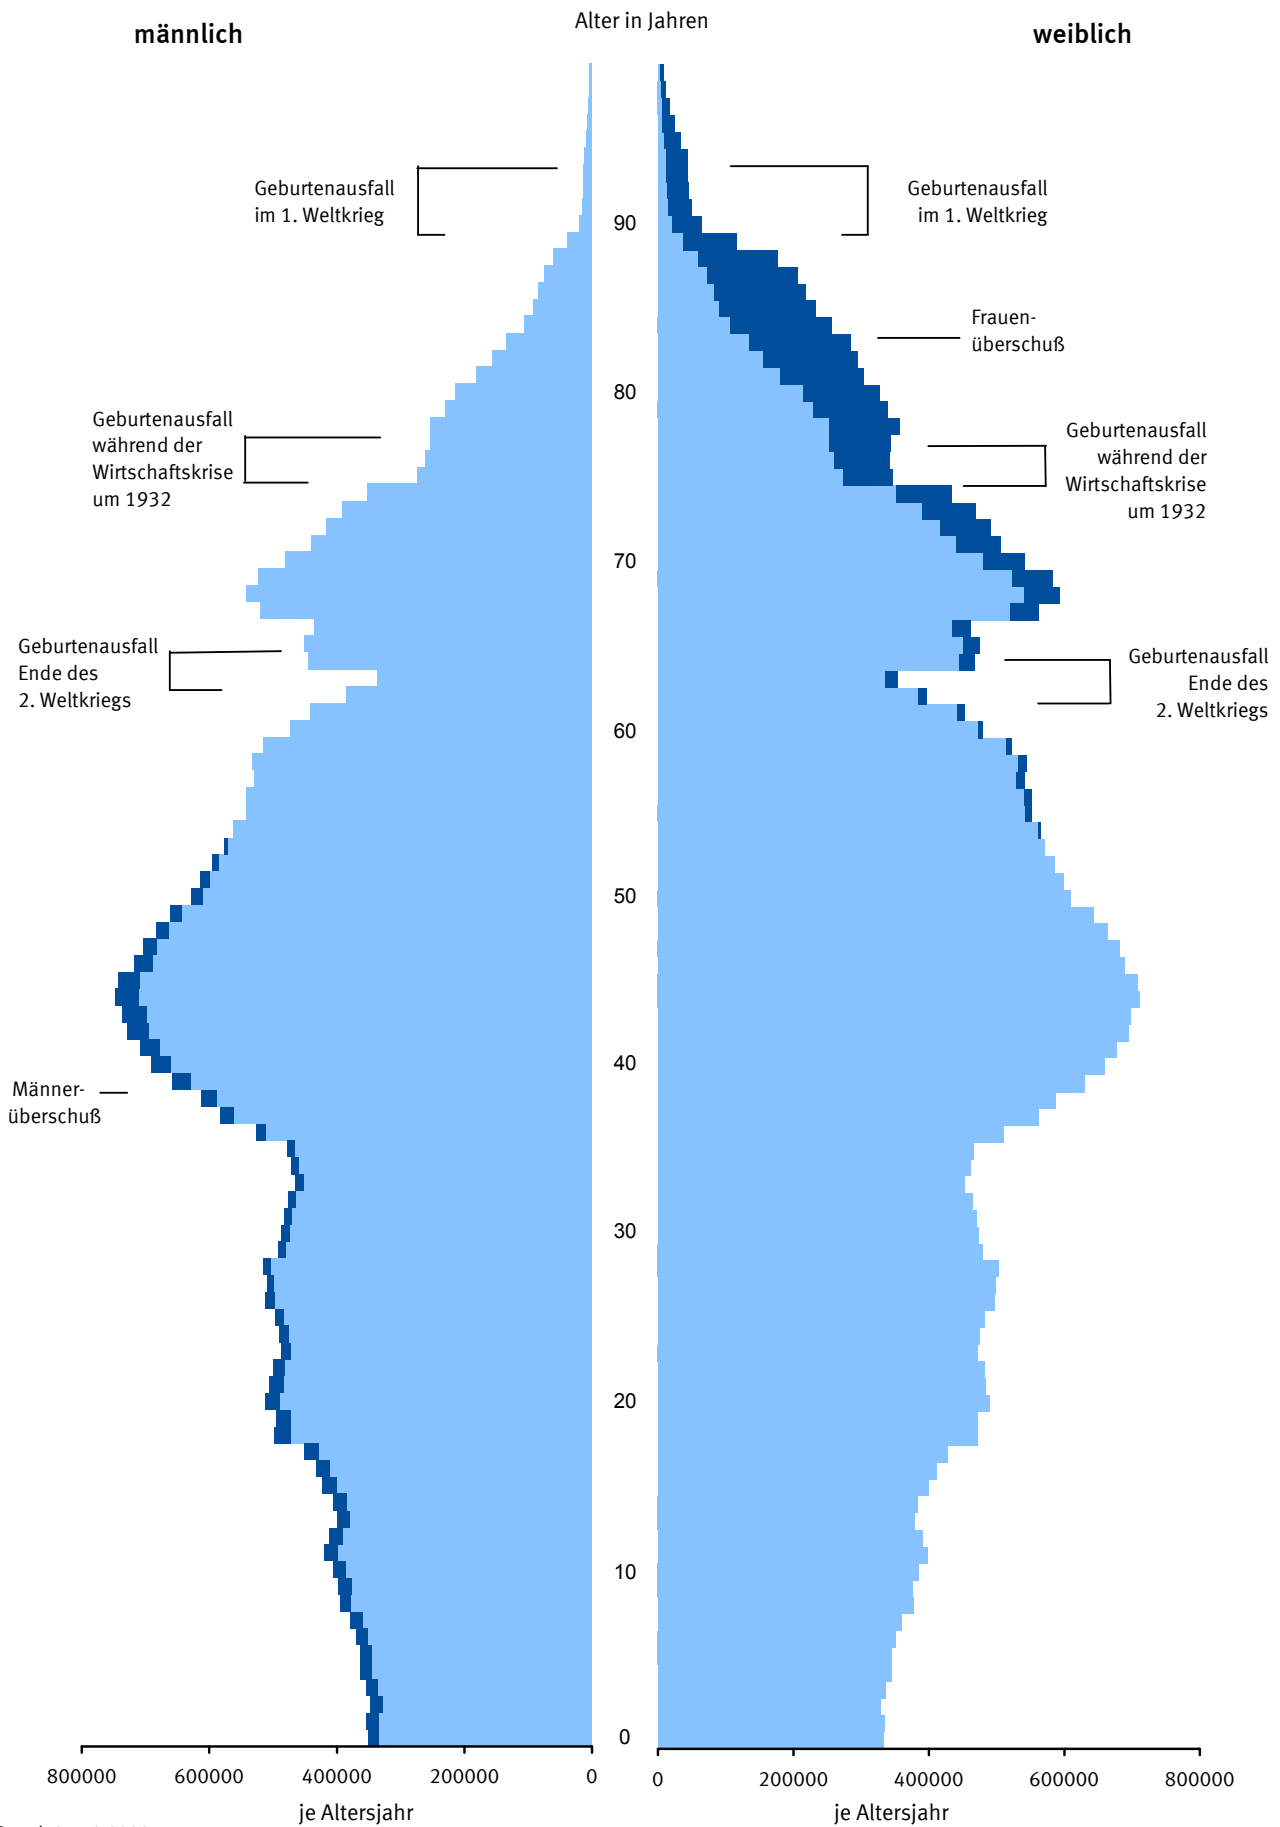 Alter in Jahren
männlich
weiblich
Geburtenausfall
im 1. Weltkrieg
Geburtenausfall
im 1. Weltkrieg
90
Frauen-
überschuß
80
Geburtenausfall
während der
Wirtschaftskrise
um 1932
Geburtenausfall
während der
Wirtschaftskrise
um 1932
70
Geburtenausfall
Ende des
2. Weltkriegs
Geburtenausfall
Ende des
2. Weltkriegs
60
50
40
Männer-
überschuß
30
20
10
0
800000 600000 400000 200000 0
0 200000 400000 600000 800000
je Altersjahr
je Altersjahr